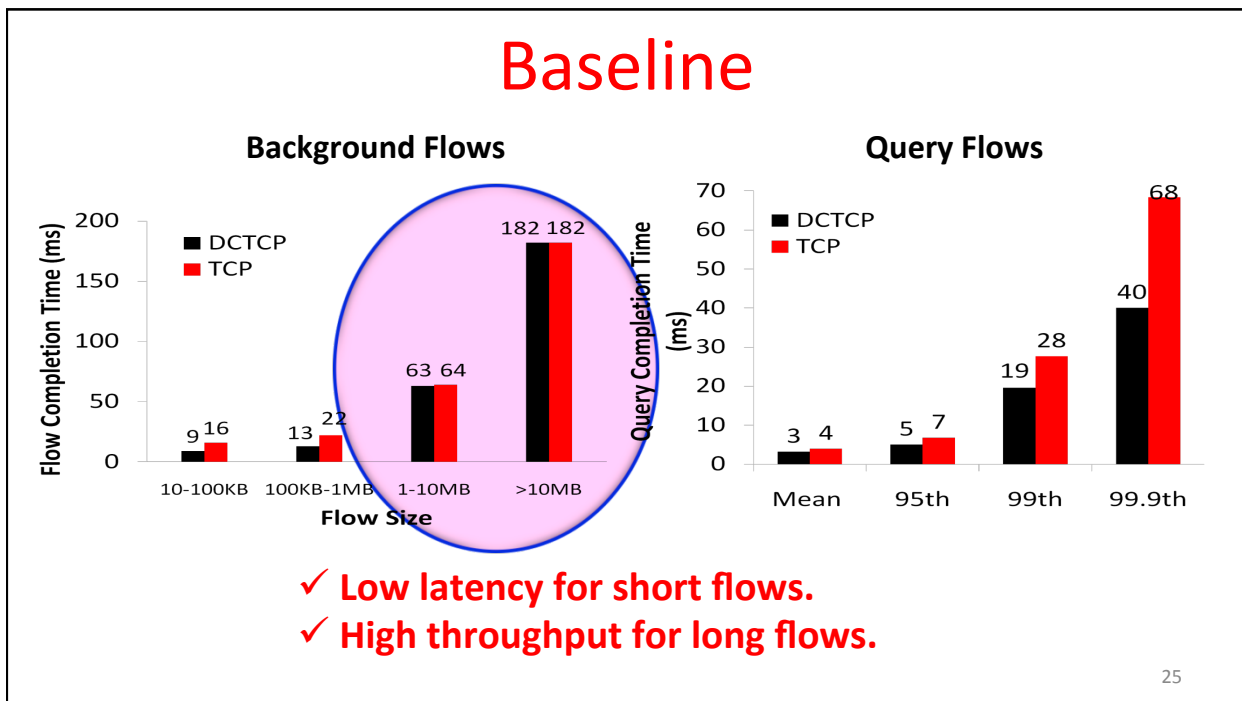 Baseline
Background Flows
Flow Completion Time (ms)
200
150
100
50
0
DCTCP
TCP
9 16
13 22
63 64
182 182
10-100KB 100KB-1MB 1-10MB >10MB
Flow Size
Query Flows
Query Completion Time
(ms)
70
60
50
40
30
20
10
0
DCTCP
TCP
3 4
5 7
19 28
40 68
Mean 95th 99th 99.9th
✓ Low latency for short flows.
✓ High throughput for long flows.
25